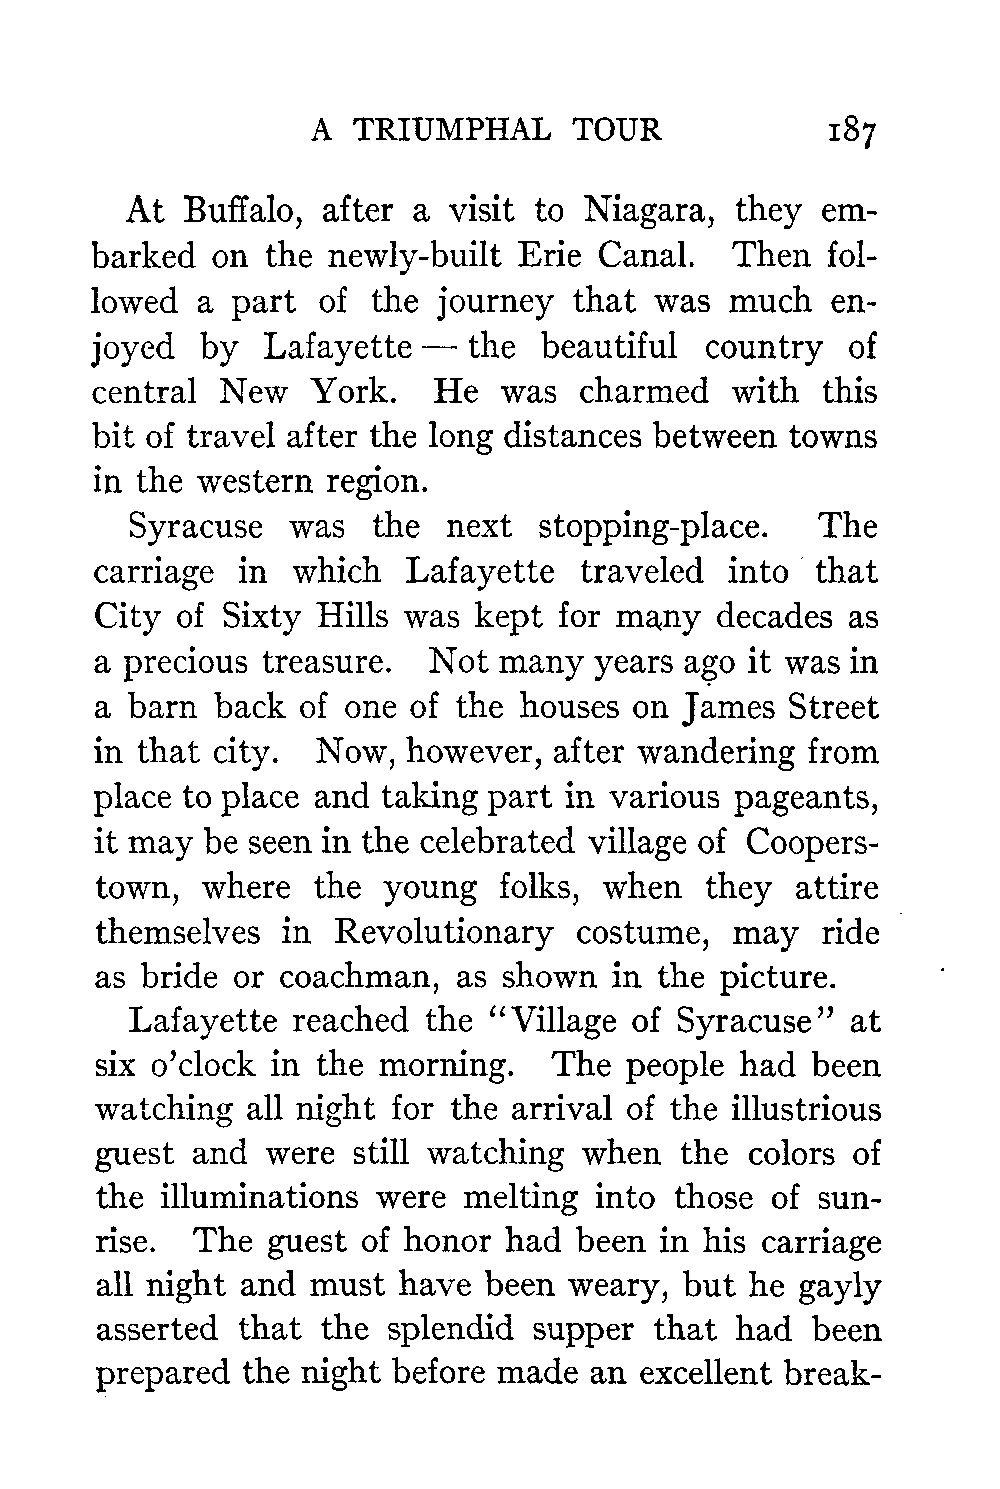 A TRIUMPHAL TOUR 187
At Buffalo, after a visit to Niagara, they em-
barked on the newly-built Erie Canal. Then fol-
lowed a part of the journey that was much en-
joyed by Lafayette — the beautiful country of
central New York. He was charmed with this
bit of travel after the long distances between towns
in the western region.
Syracuse was the next stopping-place. The
carriage in which Lafayette traveled into that
City of Sixty Hills was kept for many decades as
a precious treasure. Not many years ago it was in
a barn back of one of the houses on James Street
in that city. Now, however, after wandering from
place to place and taking part in various pageants,
it may be seen in the celebrated village of Coopers-
town, where the young folks, when they attire
themselves in Revolutionary costume, may ride
as bride or coachman, as shown in the picture.
Lafayette reached the “Village of Syracuse” at
six o’clock in the morning. The people had been
watching all night for the arrival of the illustrious
guest and were still watching when the colors of
the illuminations were melting into those of sun-
rise. The guest of honor had been in his carriage
all night and must have been weary, but he gayly
asserted that the splendid supper that had been
prepared the night before made an excellent break-